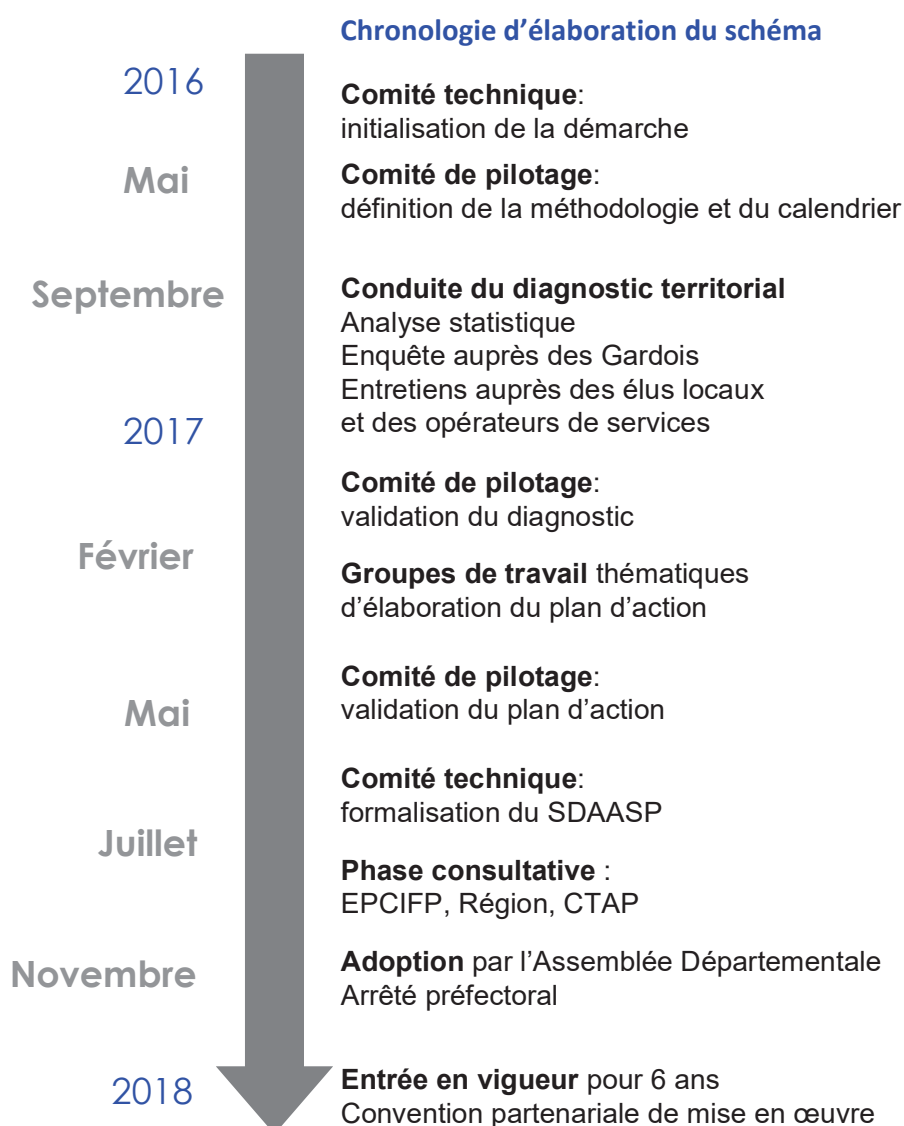 Chronologie d’élaboration du schéma
2016
Comité technique:
initialisation de la démarche
Mai
Comité de pilotage:
définition de la méthodologie et du calendrier
Septembre
Conduite du diagnostic territorial
Analyse statistique
Enquête auprès des Gardois
Entretiens auprès des élus locaux
et des opérateurs de services
2017
Comité de pilotage:
validation du diagnostic
Février
Groupes de travail thématiques
d’élaboration du plan d’action
Mai
Comité de pilotage:
validation du plan d’action
Comité technique:
formalisation du SDAASP
Juillet
Phase consultative :
EPCIFP, Région, CTAP
Novembre
Adoption par l’Assemblée Départementale
Arrêté préfectoral
2018
Entrée en vigueur pour 6 ans
Convention partenariale de mise en œuvre